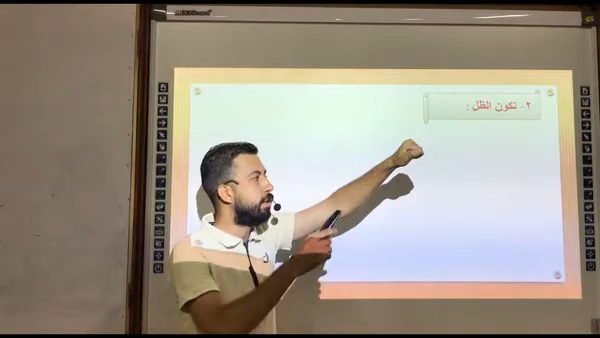 ٢- تكون الظل :